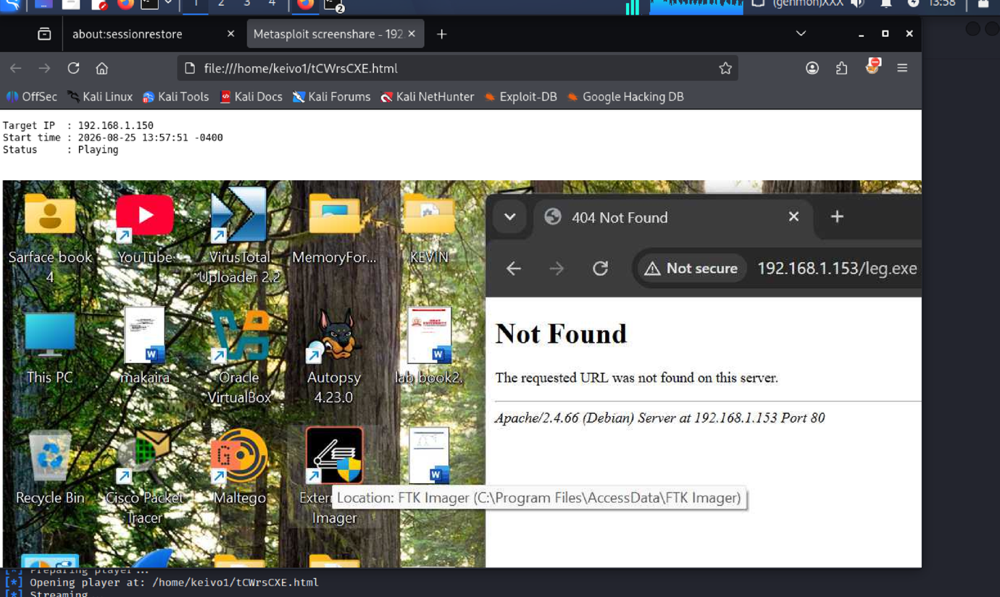 1 2 3 4 2 (genmon)XXX 13:58
about:sessionrestore
Metasploit screenshare - 192
file:///home/keivo1/tCWrsCXE.html
OffSec Kali Linux Kali Tools Kali Docs Kali Forums Kali NetHunter Exploit-DB Google Hacking DB
Target IP : 192.168.1.150
Start time : 2026-08-25 13:57:51 -0400
Status : Playing
Sarface book
4
YouTube
VirusTotal
Uploader 2.2
MemoryFor...
KEVIN
This PC
makaira
Oracle
VirtualBox
Autopsy
4.23.0
lab book2.
Recycle Bin
Cisco Packet
Tracer
Maltego
Exter
Imager
Location: FTK Imager (C:\Program Files\AccessData\FTK Imager)
404 Not Found
Not secure 192.168.1.153/leg.exe
Not Found
The requested URL was not found on this server.
Apache/2.4.66 (Debian) Server at 192.168.1.153 Port 80
[*] Preparing player...
[*] Opening player at: /home/keivo1/tCWrsCXE.html
[*] Streaming